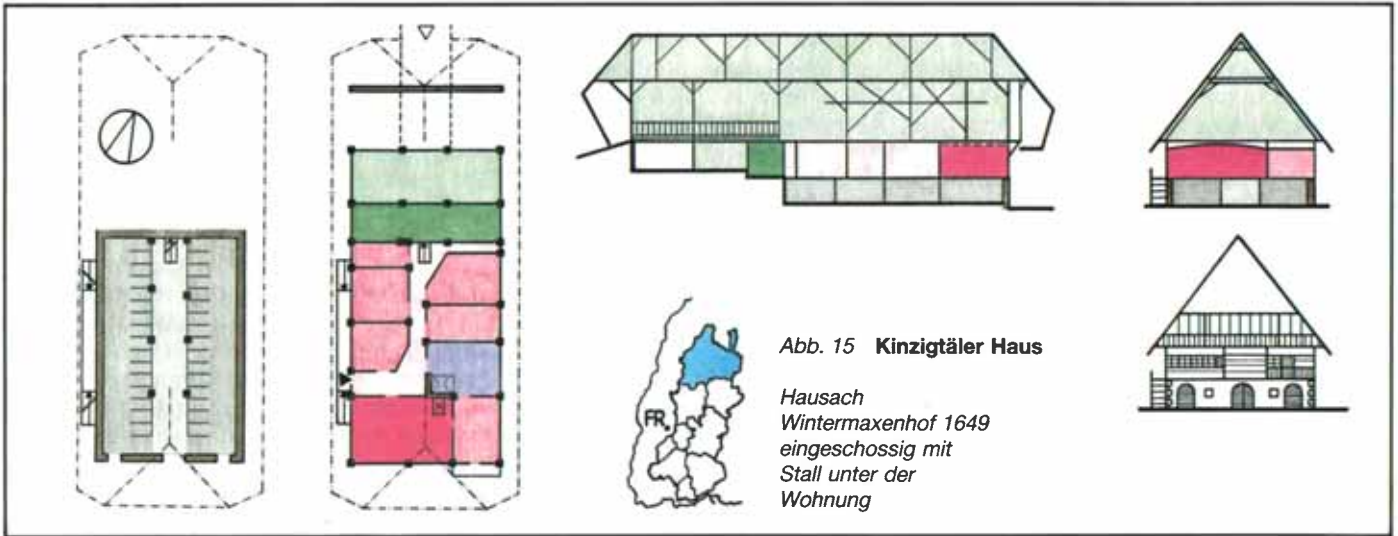 Abb. 15 Kinzigtäler Haus
Hausach
Wintermaxenhof 1649
eingeschossig mit
Stall unter der
Wohnung
FR.